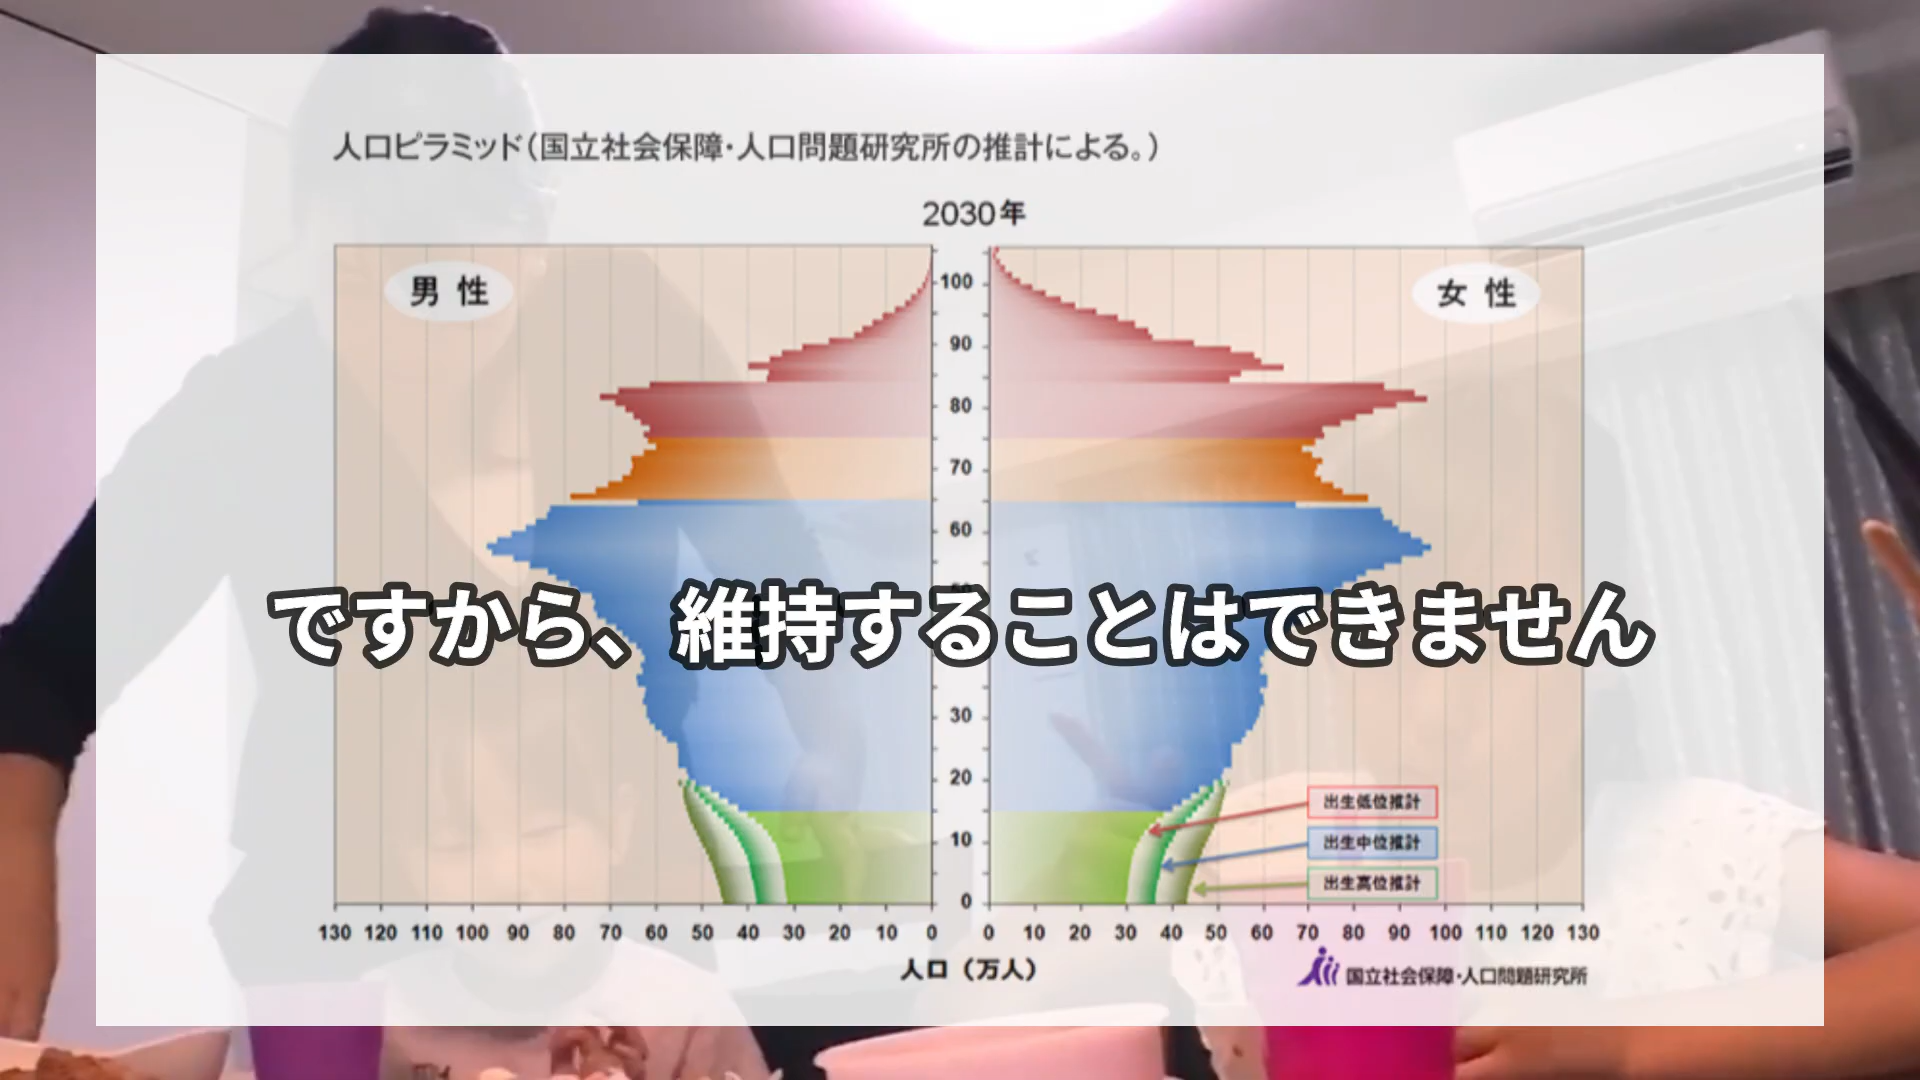 人口ピラミッド（国立社会保障・人口問題研究所の推計による。）
2030年
男性
女性
100
90
80
70
60
ですから、維持することはできません
30
20
10
0
出生低位推計
出生中位推計
出生高位推計
130 120 110 100 90 80 70 60 50 40 30 20 10 0
0 10 20 30 40 50 60 70 80 90 100 110 120 130
人口（万人）
国立社会保障・人口問題研究所